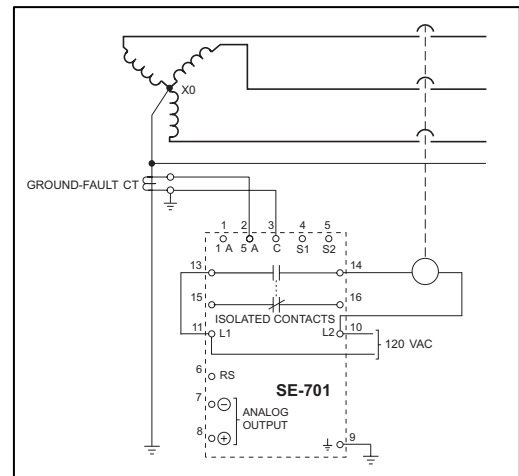 X0
GROUND-FAULT CT
1 2 3 4 5
1 A 5 A C S1 S2
13 14
15 16
ISOLATED CONTACTS
11 L1 L2 10
120 VAC
6 RS
SE-701
7 −
ANALOG
OUTPUT
8 +
9